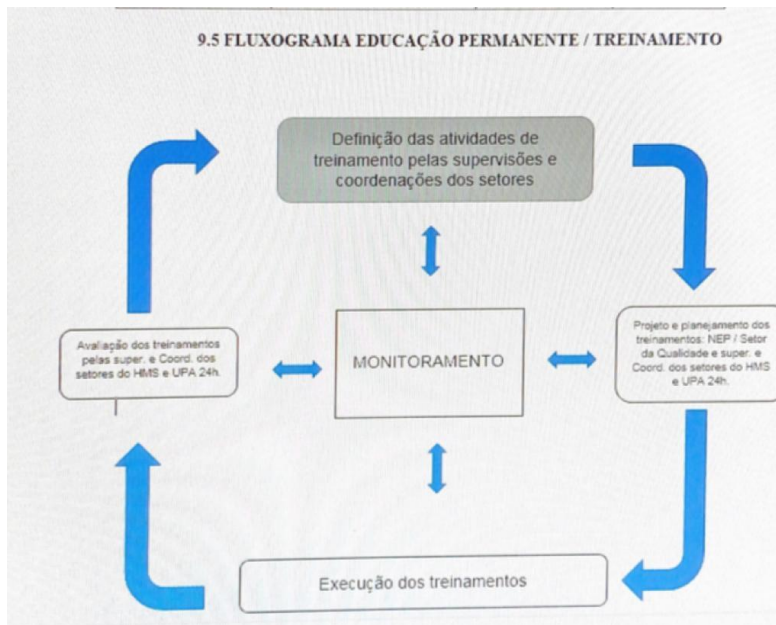 9.5 FLUXOGRAMA EDUCAÇÃO PERMANENTE / TREINAMENTO
Definição das atividades de
treinamento pelas supervisões e
coordenações dos setores
Avaliação dos treinamentos
pelas super. e Coord. dos
setores do HMS e UPA 24h.
MONITORAMENTO
Projeto e planejamento dos
treinamentos: NEP / Setor
da Qualidade e super. e
Coord. dos setores do HMS
e UPA 24h.
Execução dos treinamentos